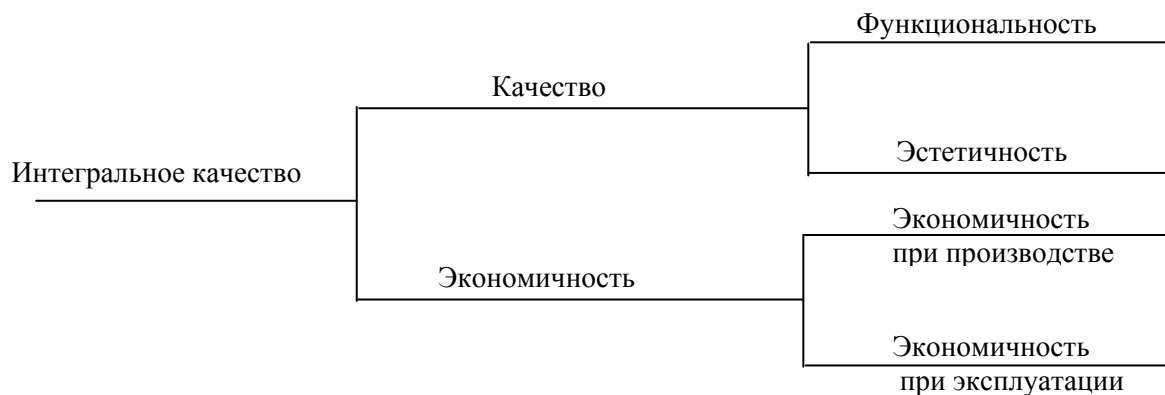 Функциональность
Качество
Эстетичность
Интегральное качество
Экономичность
при производстве
Экономичность
Экономичность
при эксплуатации